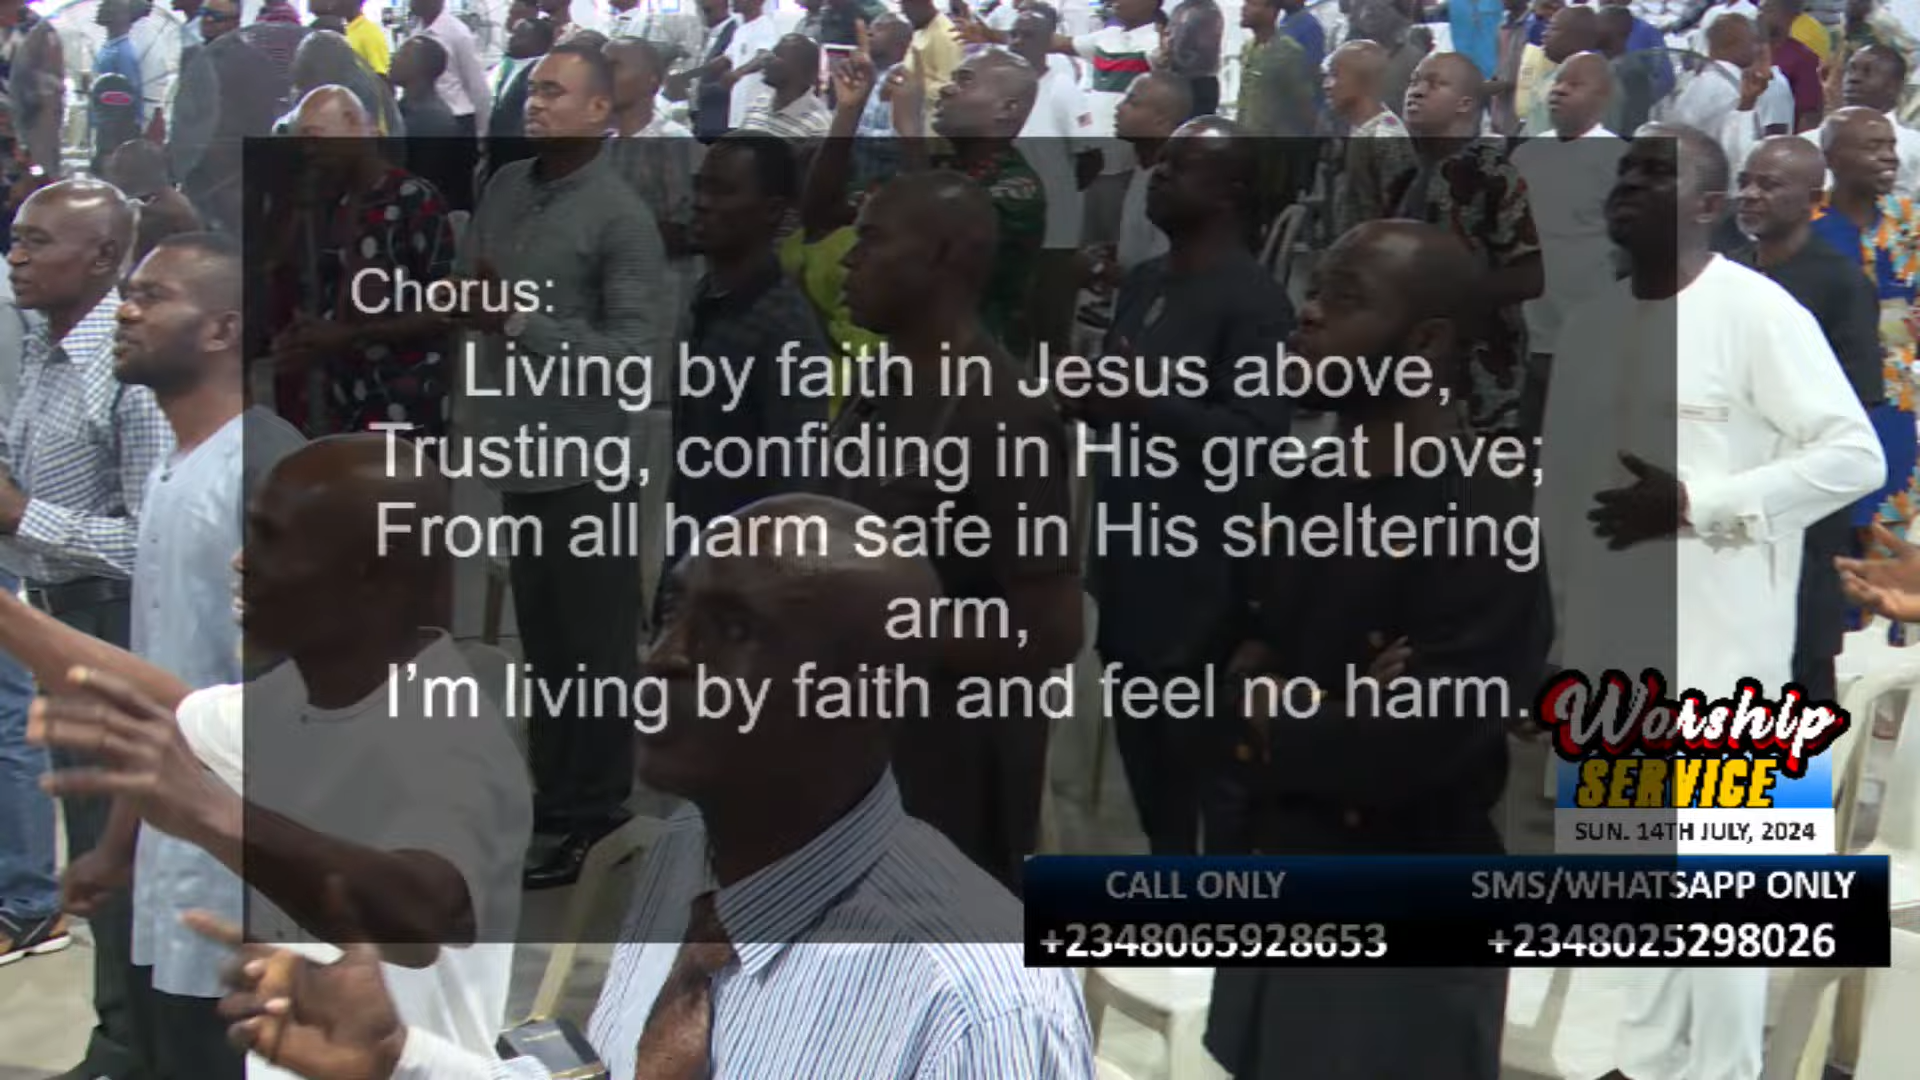 Chorus:
Living by faith in Jesus above,
Trusting, confiding in His great love;
From all harm safe in His sheltering
arm,
I'm living by faith and feel no harm.
Worship
SERVICE
SUN. 14TH JULY, 2024
CALL ONLY
SMS/WHATSAPP ONLY
+2348065928653
+2348025298026